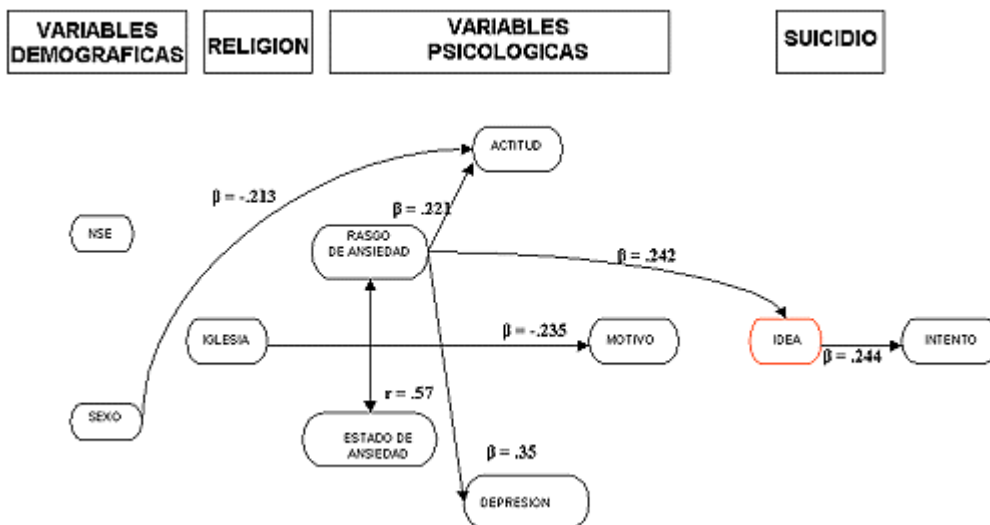 VARIABLES
DEMOGRAFICAS
RELIGION
VARIABLES
PSICOLOGICAS
SUICIDIO
ACTITUD
β = -.213
β = .221
NSE
RASGO
DE ANSIEDAD
β = .242
IGLESIA
β = -.235
MOTIVO
IDEA
β = .244
INTENTO
r = .57
SEXO
ESTADO DE
ANSIEDAD
β = .35
DEPRESION